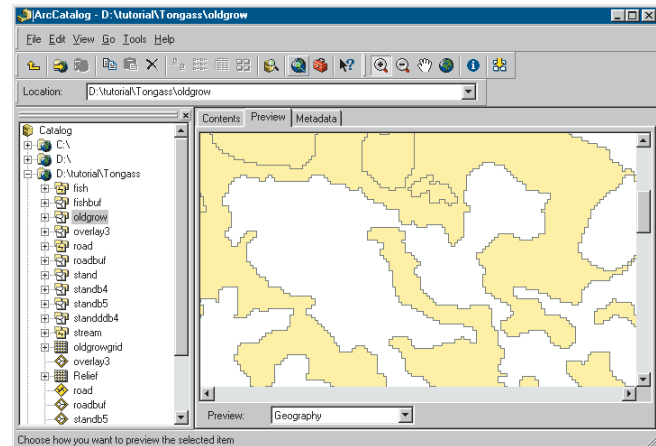 ArcCatalog - D:\tutorial\Tongass\oldgrow
File Edit View Go Tools Help
Location: D:\tutorial\Tongass\oldgrow
Catalog
C:\
D:\
D:\tutorial\Tongass
fish
fishbuf
oldgrow
overlay3
road
roadbuf
stand
standb4
standb5
standddb4
stream
oldgrowgrid
overlay3
Relief
road
roadbuf
standb5
Contents Preview Metadata
Preview: Geography
Choose how you want to preview the selected item